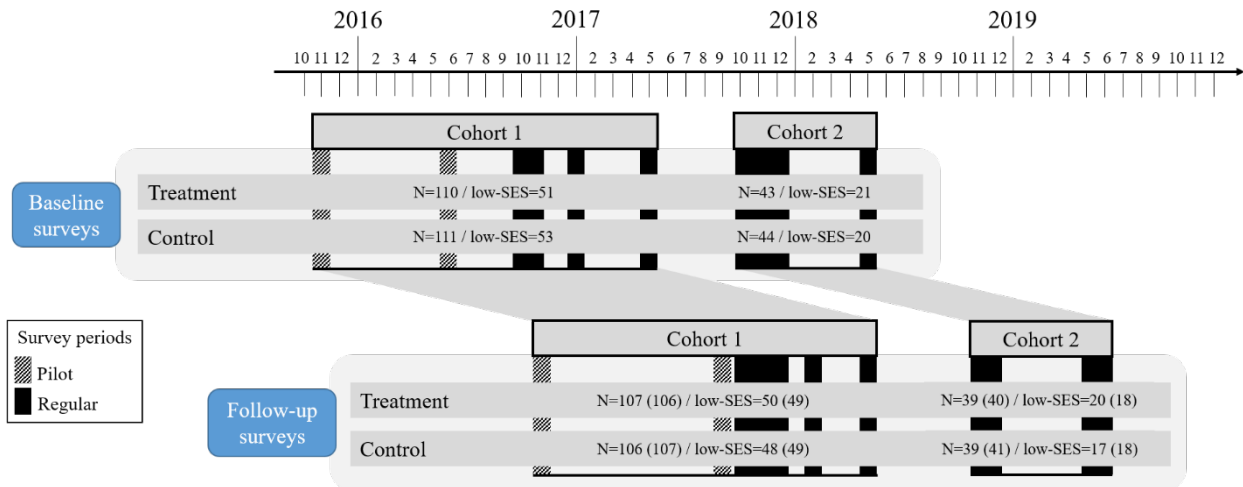 2016 2017 2018 2019
10 11 12 2 3 4 5 6 7 8 9 10 11 12 2 3 4 5 6 7 8 9 10 11 12 2 3 4 5 6 7 8 9 10 11 12 2 3 4 5 6 7 8 9 10 11 12
Cohort 1 Cohort 2
Baseline
surveys
Treatment N=110 / low-SES=51 N=43 / low-SES=21
Control N=111 / low-SES=53 N=44 / low-SES=20
Survey periods
Pilot
Regular
Cohort 1 Cohort 2
Follow-up
surveys
Treatment N=107 (106) / low-SES=50 (49) N=39 (40) / low-SES=20 (18)
Control N=106 (107) / low-SES=48 (49) N=39 (41) / low-SES=17 (18)